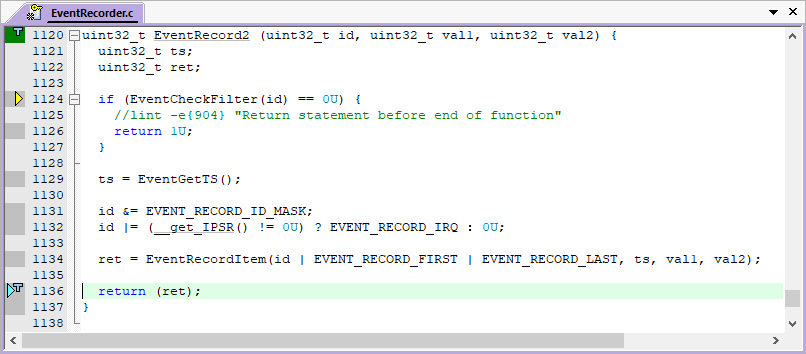 EventRecorder.c
1120 uint32_t EventRecord2 (uint32_t id, uint32_t val1, uint32_t val2) {
1121 uint32_t ts;
1122 uint32_t ret;
1123
1124 if (EventCheckFilter(id) == 0U) {
1125 //lint -e{904} "Return statement before end of function"
1126 return 1U;
1127 }
1128
1129 ts = EventGetTS();
1130
1131 id &= EVENT_RECORD_ID_MASK;
1132 id |= (__get_IPSR() != 0U) ? EVENT_RECORD_IRQ : 0U;
1133
1134 ret = EventRecordItem(id | EVENT_RECORD_FIRST | EVENT_RECORD_LAST, ts, val1, val2);
1135
1136 return (ret);
1137 }
1138